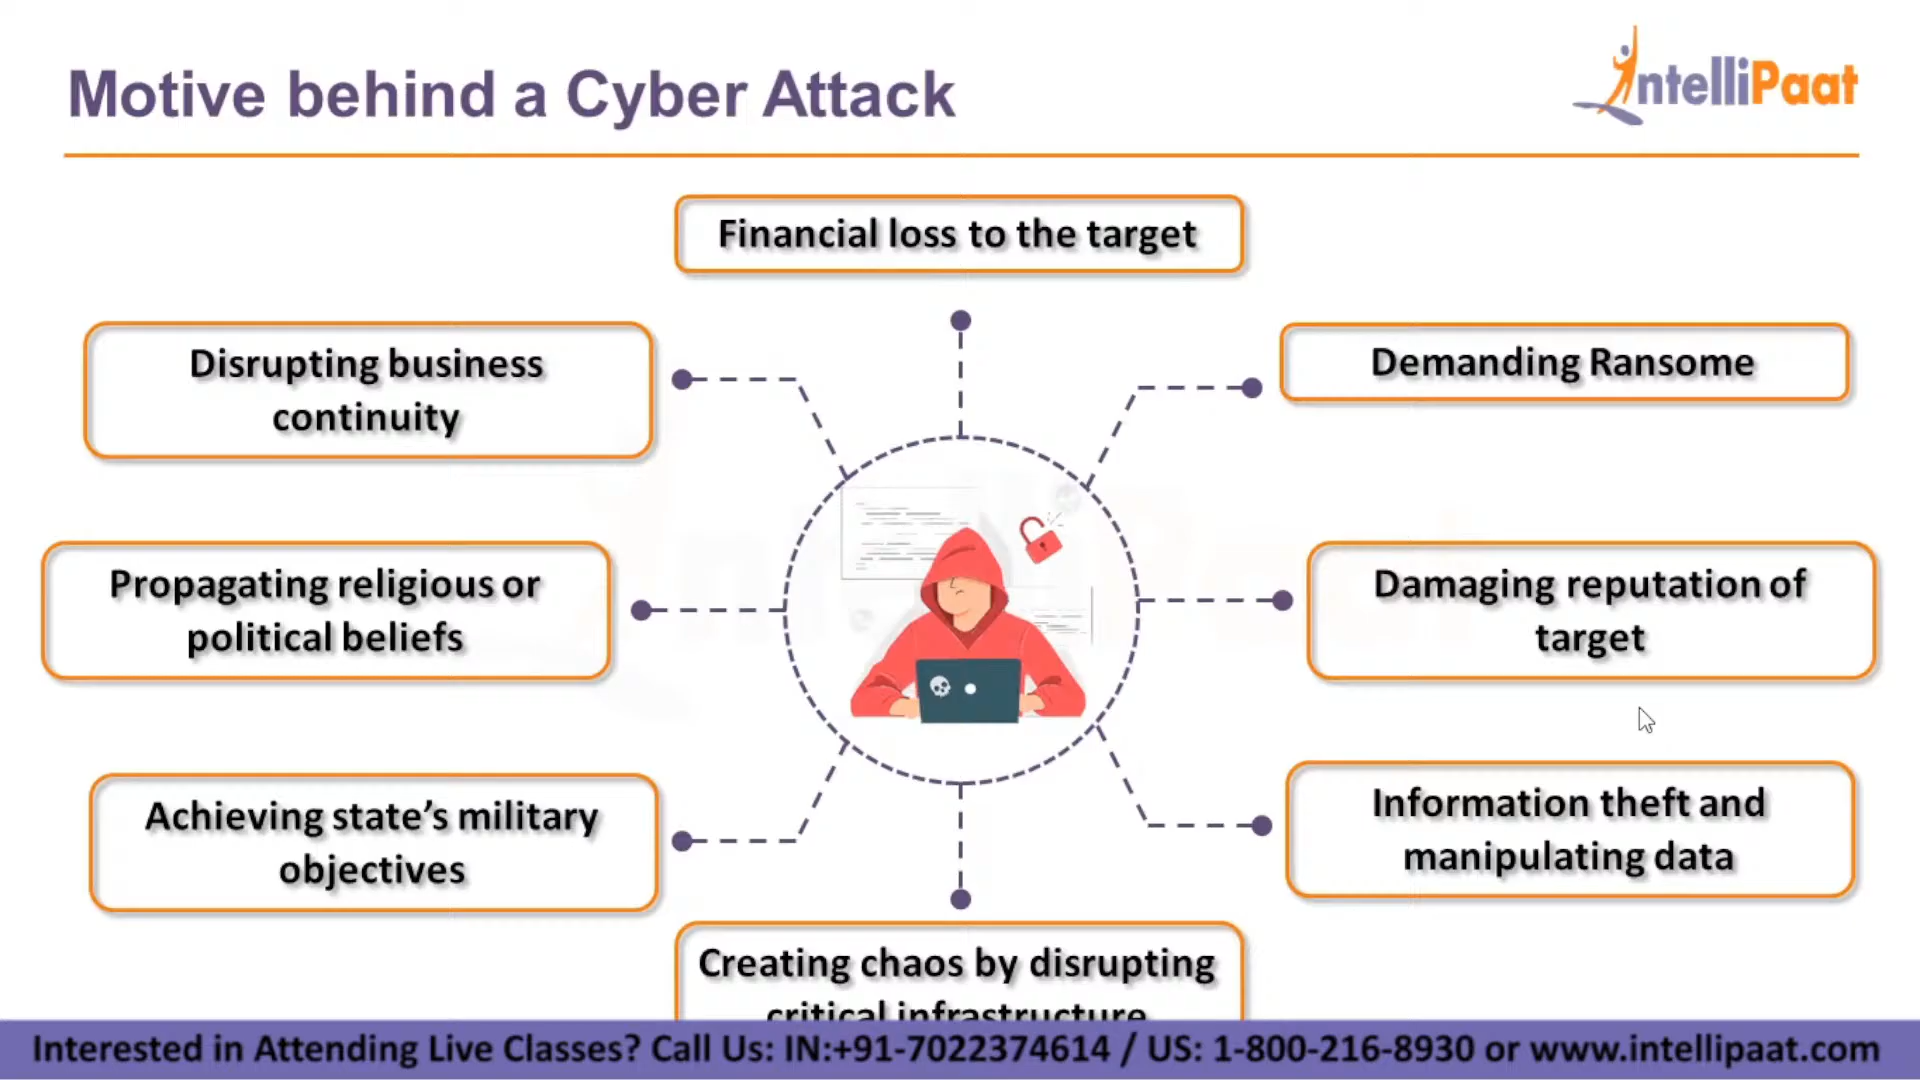 Motive behind a Cyber Attack
IntelliPaat
Financial loss to the target
Disrupting business
continuity
Demanding Ransome
Propagating religious or
political beliefs
Damaging reputation of
target
Achieving state’s military
objectives
Information theft and
manipulating data
Creating chaos by disrupting
critical infrastructure
Interested in Attending Live Classes? Call Us: IN:+91-7022374614 / US: 1-800-216-8930 or www.intellipaat.com